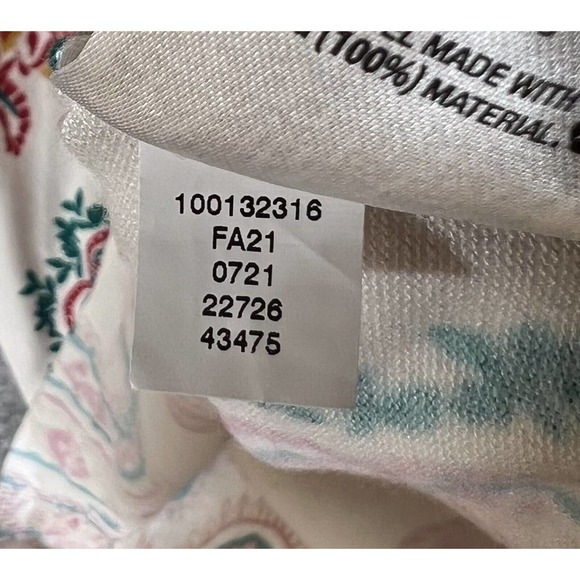 MADE WITH
(100%) MATERIAL.
100132316
FA21
0721
22726
43475